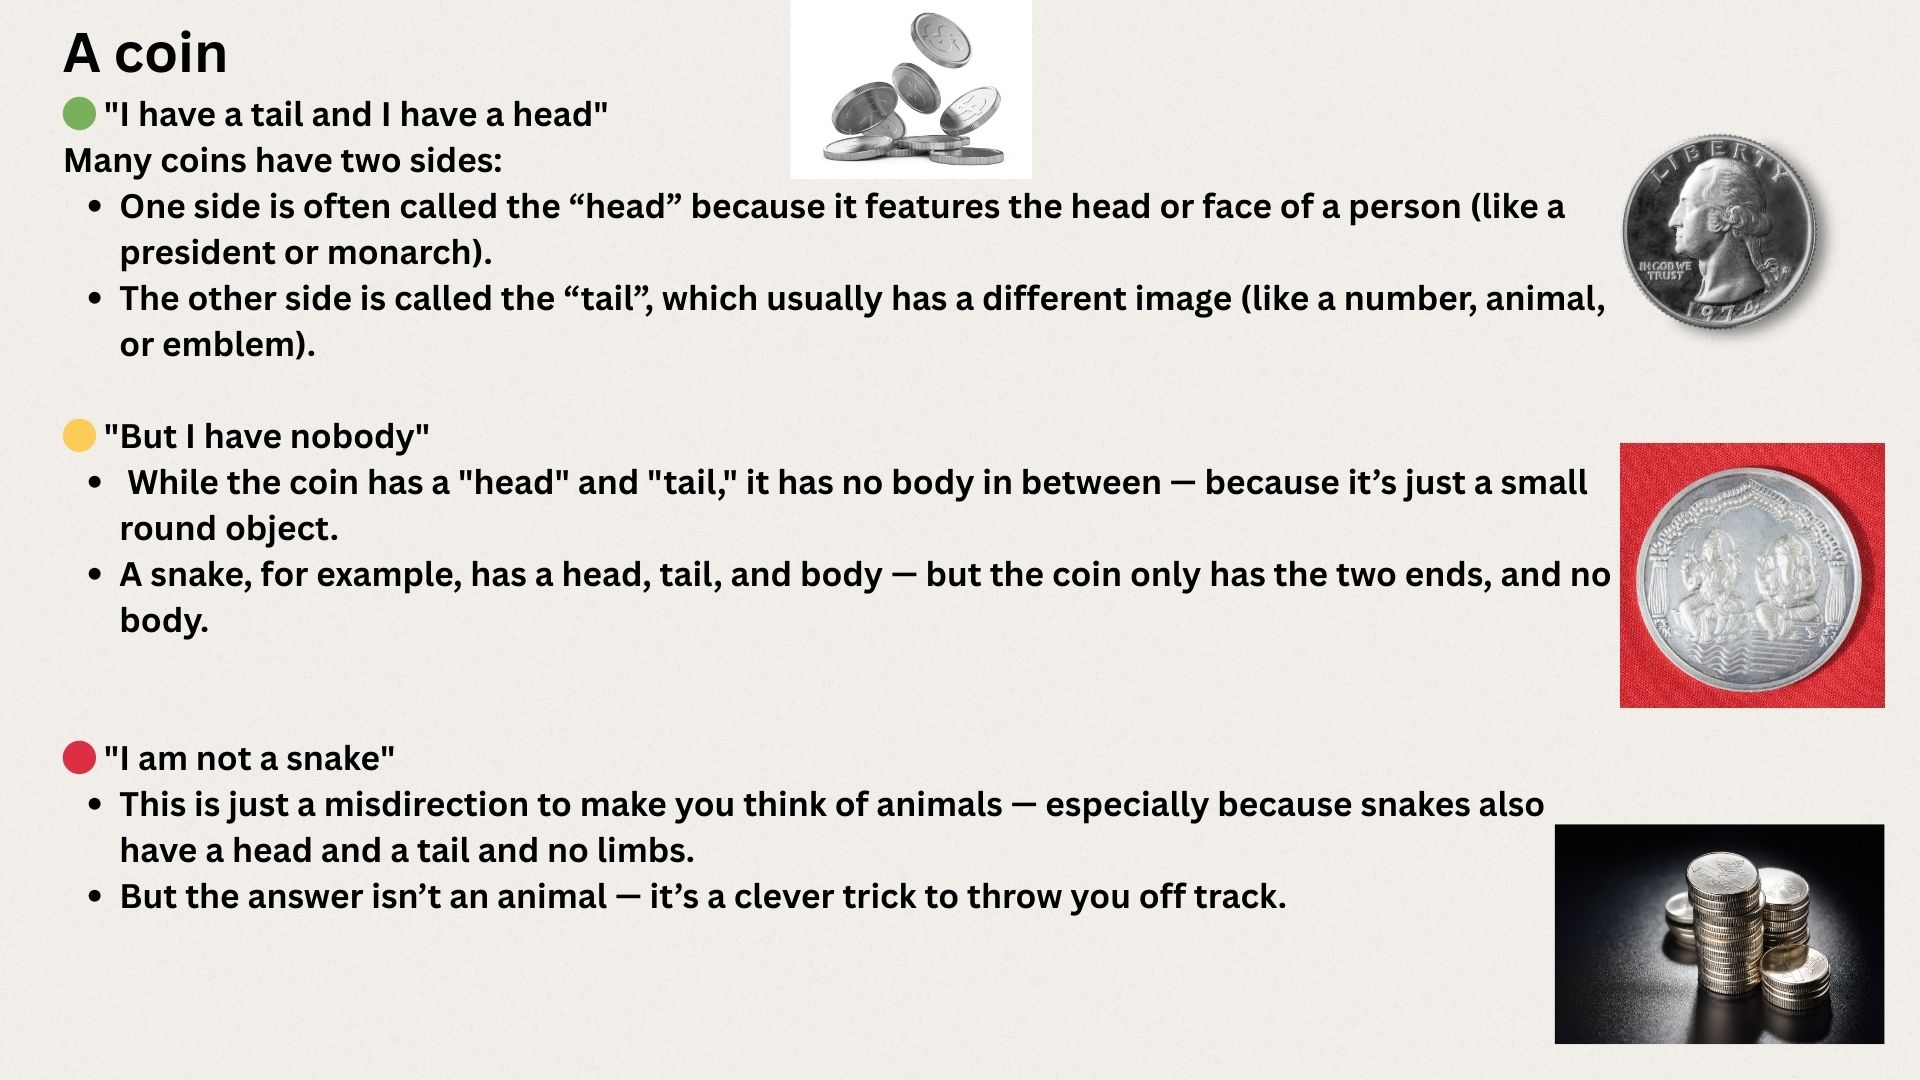 A coin
"I have a tail and I have a head"
Many coins have two sides:
• One side is often called the “head” because it features the head or face of a person (like a
president or monarch).
• The other side is called the “tail”, which usually has a different image (like a number, animal,
or emblem).
"But I have nobody"
• While the coin has a "head" and "tail," it has no body in between — because it’s just a small
round object.
• A snake, for example, has a head, tail, and body — but the coin only has the two ends, and no
body.
"I am not a snake"
• This is just a misdirection to make you think of animals — especially because snakes also
have a head and a tail and no limbs.
• But the answer isn’t an animal — it’s a clever trick to throw you off track.
LIBERTY
IN GOD WE
TRUST
1974